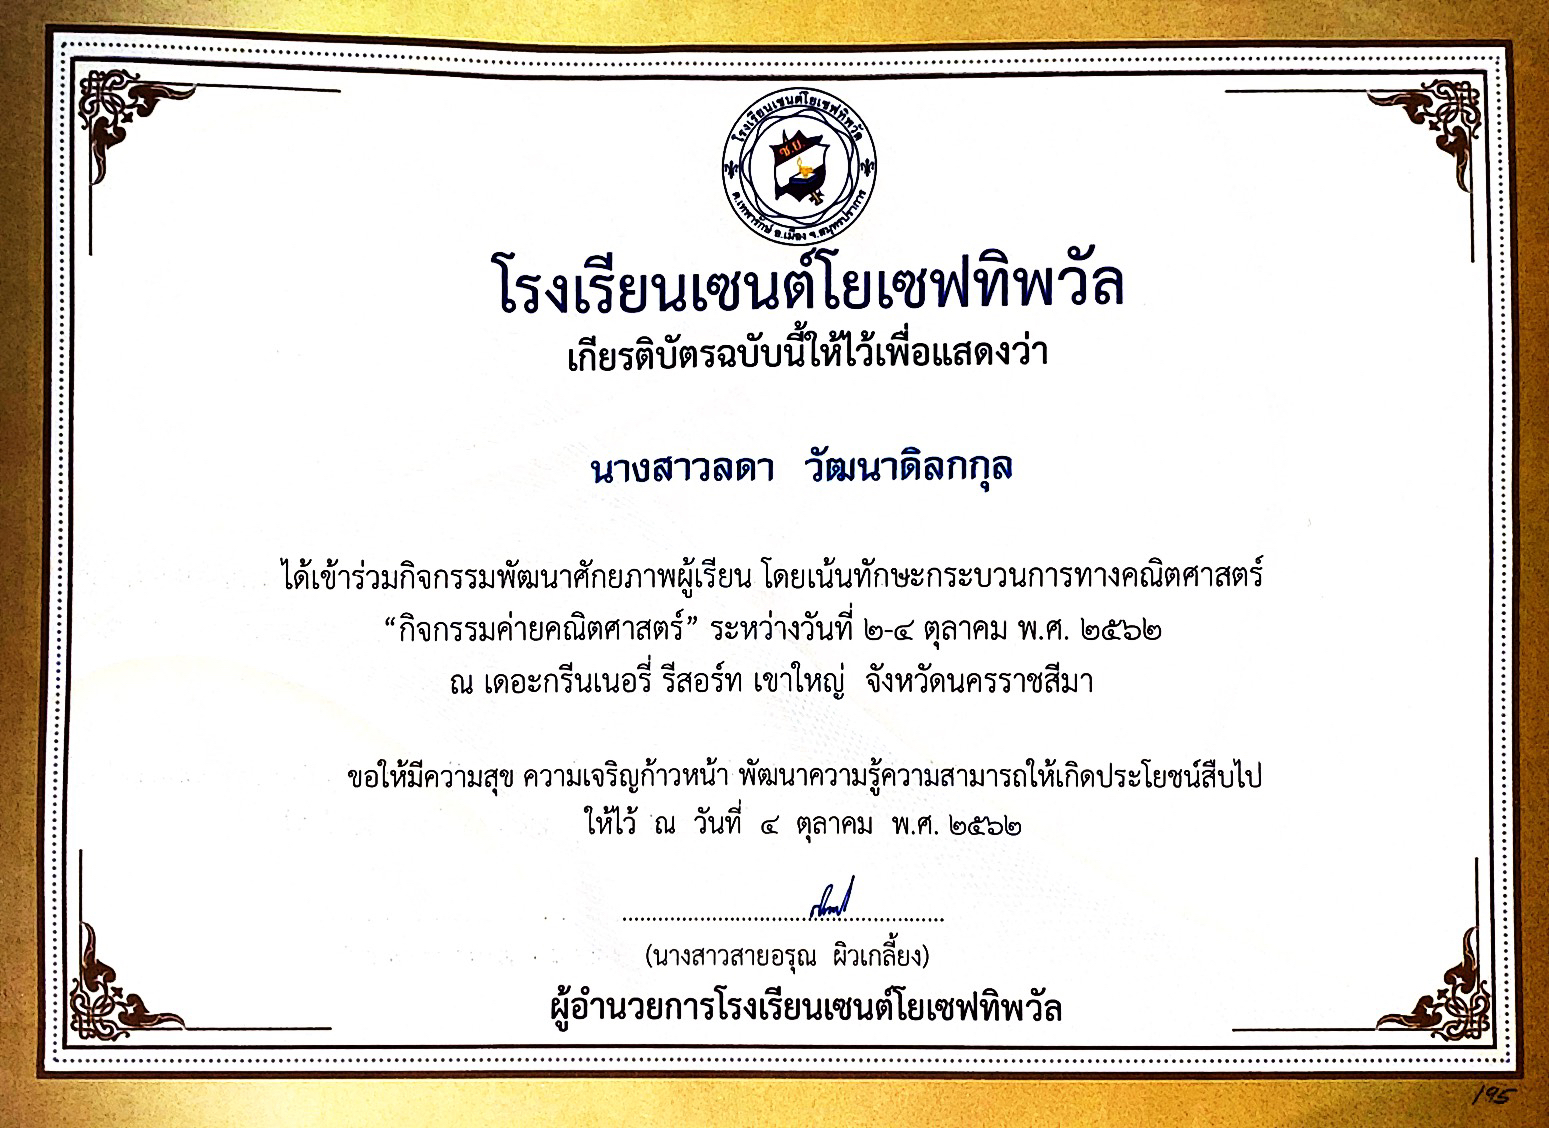 โรงเรียนเซนต์โยเซฟทิพวัล
ซ.ย.
ต.เทพารักษ์ อ.เมือง จ.สมุทรปราการ
โรงเรียนเซนต์โยเซฟทิพวัล
เกียรติบัตรฉบับนี้ให้ไว้เพื่อแสดงว่า
นางสาวลดา วัฒนาดิลกกุล
ได้เข้าร่วมกิจกรรมพัฒนาศักยภาพผู้เรียน โดยเน้นทักษะกระบวนการทางคณิตศาสตร์
“กิจกรรมค่ายคณิตศาสตร์” ระหว่างวันที่ ๒-๔ ตุลาคม พ.ศ. ๒๕๖๒
ณ เดอะกรีนเนอรี่ รีสอร์ท เขาใหญ่ จังหวัดนครราชสีมา
ขอให้มีความสุข ความเจริญก้าวหน้า พัฒนาความรู้ความสามารถให้เกิดประโยชน์สืบไป
ให้ไว้ ณ วันที่ ๔ ตุลาคม พ.ศ. ๒๕๖๒
(นางสาวสายอรุณ ผิวเกลี้ยง)
ผู้อำนวยการโรงเรียนเซนต์โยเซฟทิพวัล
195